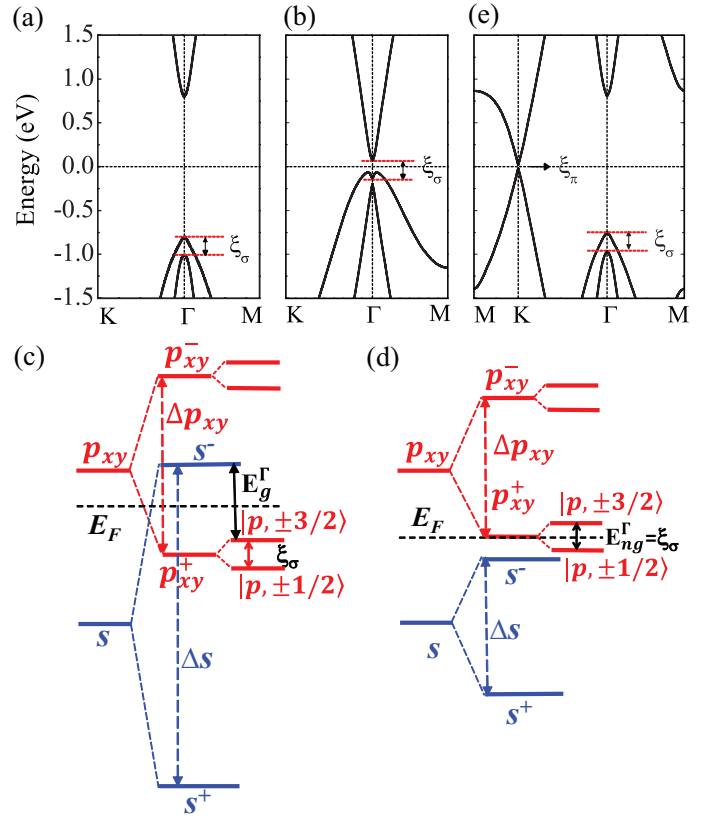 (a) (b) (e)
Energy (eV)
1.5
1.0
0.5
0.0
-0.5
-1.0
-1.5
ξσ
ξσ
ξπ
ξσ
K Γ M K Γ M M K Γ M
(c)
p⁻xy
Δpxy
pxy
s⁻
E^Γ_g
EF
|p, ±3/2⟩
ξσ
p⁺xy
|p, ±1/2⟩
s
Δs
s⁺
(d)
p⁻xy
pxy
Δpxy
p⁺xy
|p, ±3/2⟩
EF
E^Γ_ng=ξσ
|p, ±1/2⟩
s⁻
s
Δs
s⁺